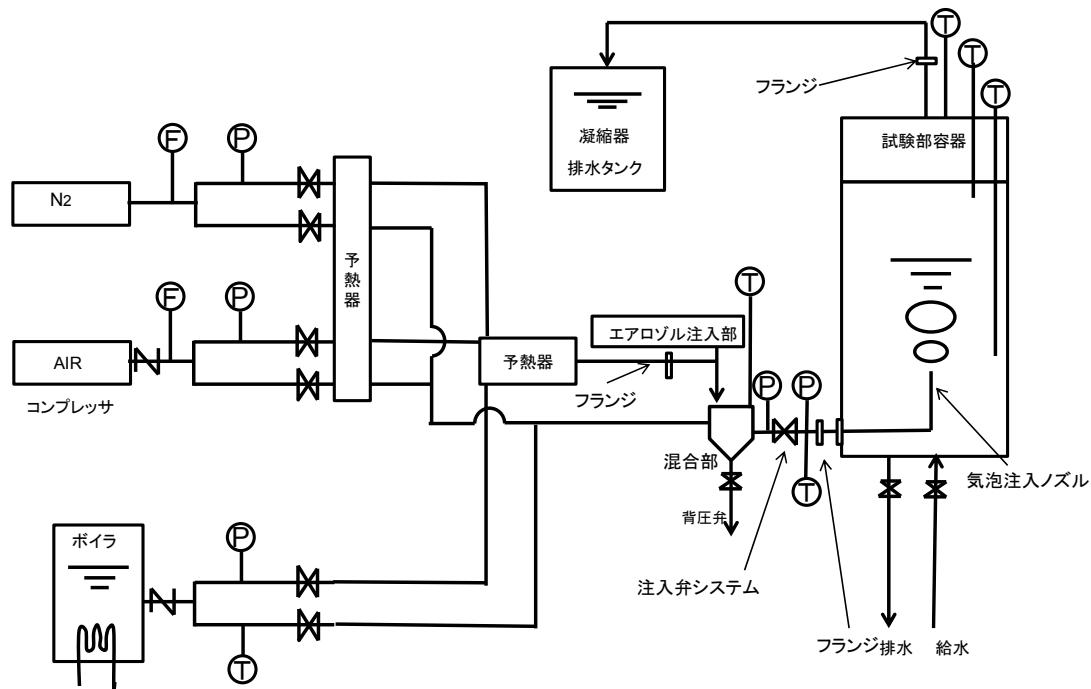 T
T
フランジ
T
凝縮器
排水タンク
試験部容器
F
P
N2
予熱器
T
F
P
エアロゾル注入部
AIR
予熱器
コンプレッサ
フランジ
P
P
混合部
気泡注入ノズル
T
背圧弁
ボイラ
P
注入弁システム
フランジ
排水
給水
T